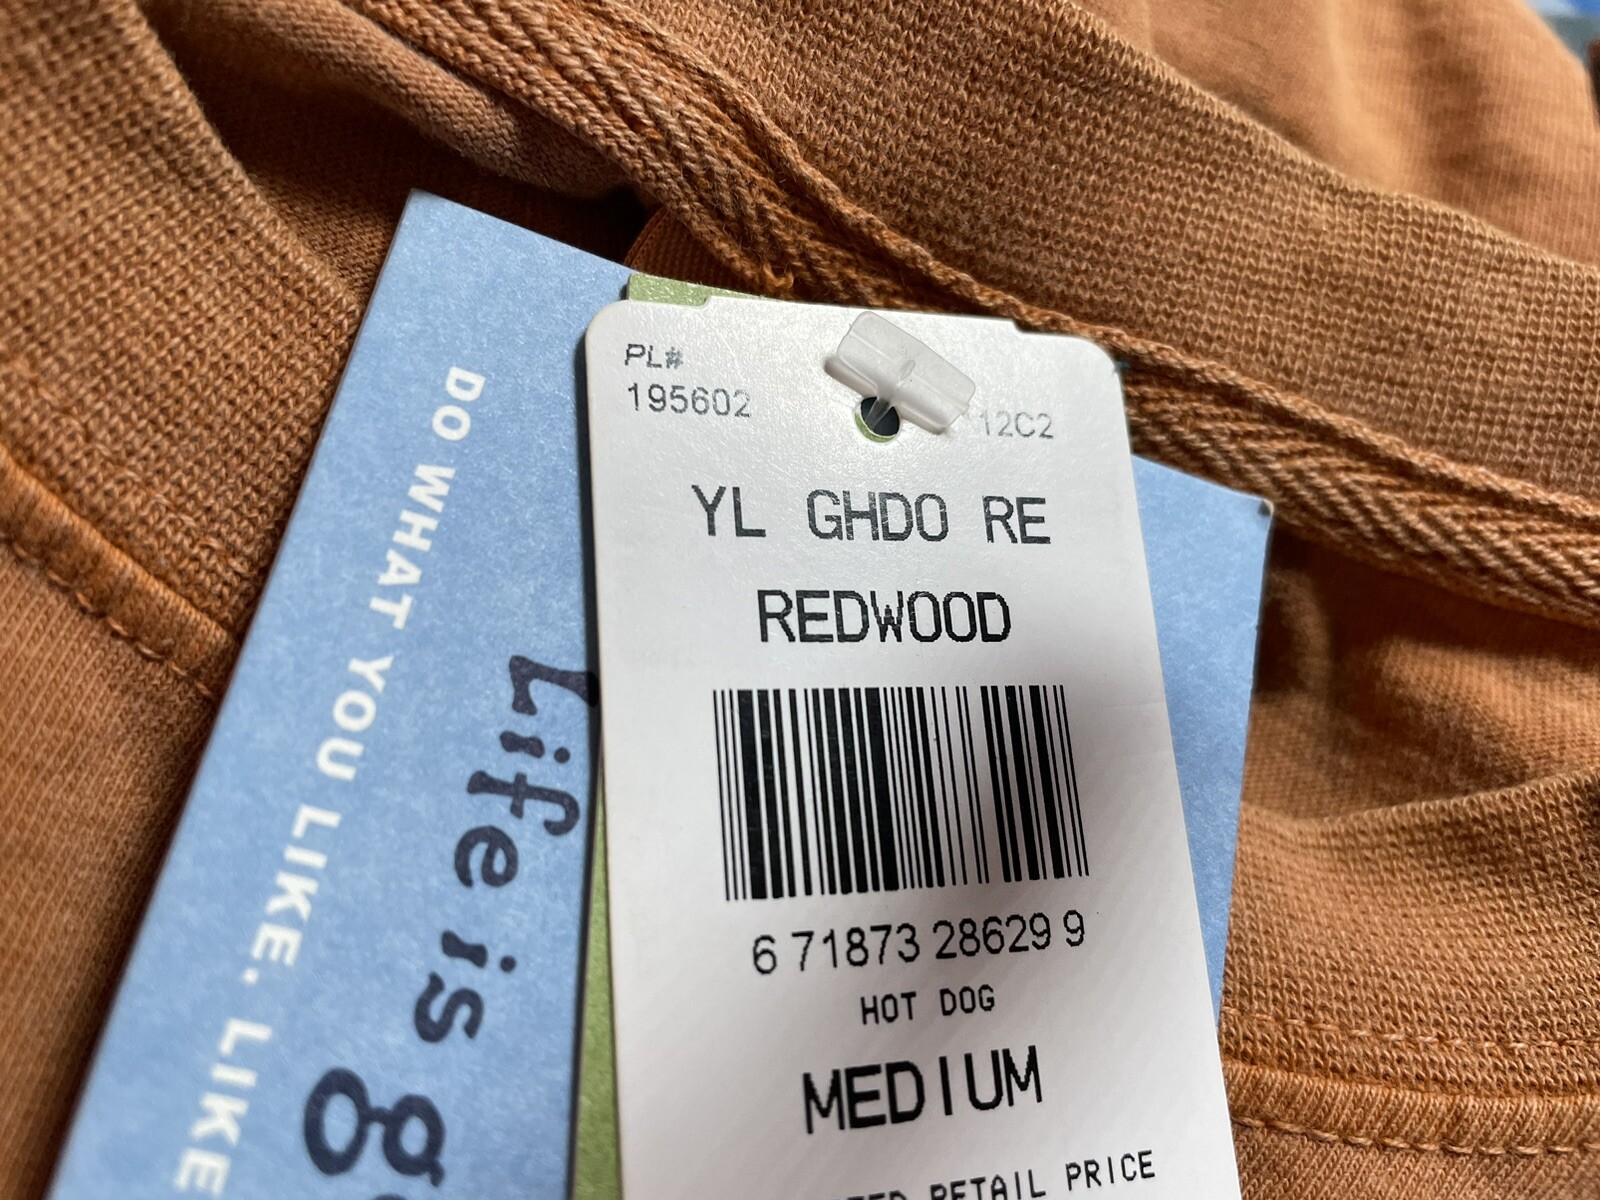 PL#
195602
12C2
YL GHDO RE
REDWOOD
6 71873 28629 9
HOT DOG
MEDIUM
RETAIL PRICE
DO WHAT YOU LIKE. LIKE
Life is